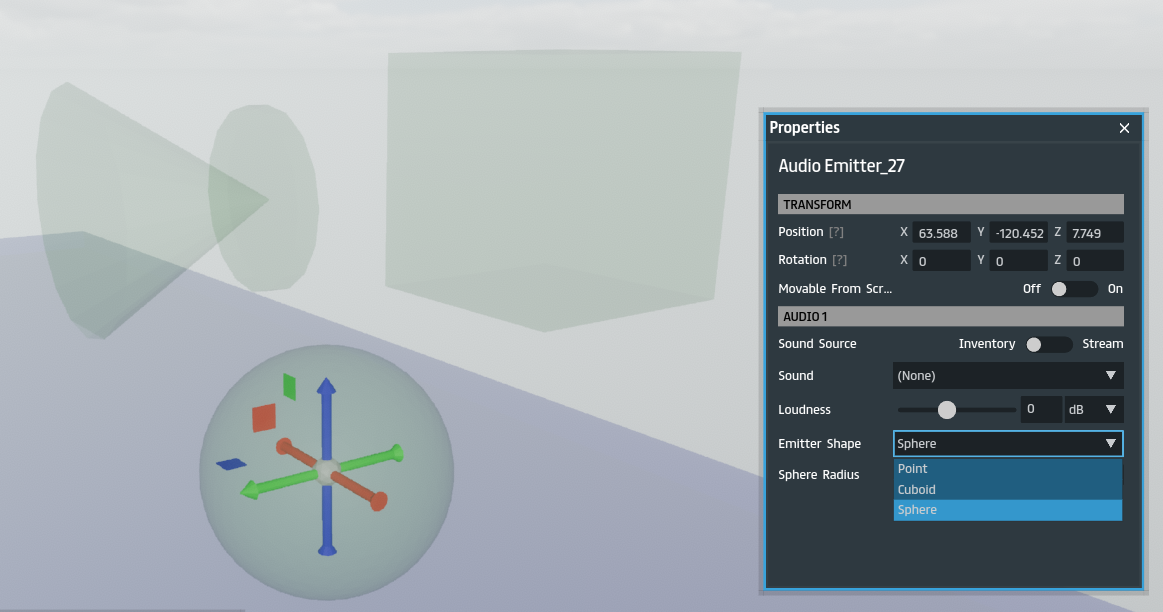 Properties
Audio Emitter_27
TRANSFORM
Position [?] X 63.588 Y -120.452 Z 7.749
Rotation [?] X 0 Y 0 Z 0
Movable From Scr... Off On
AUDIO 1
Sound Source Inventory Stream
Sound (None)
Loudness 0 dB
Emitter Shape Sphere
Point
Sphere Radius
Cuboid
Sphere